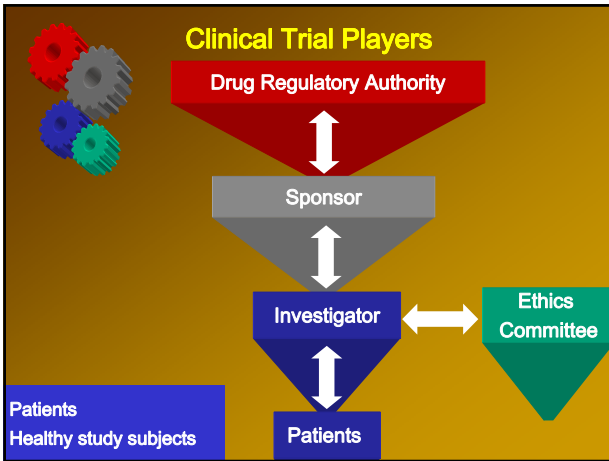 Clinical Trial Players
Drug Regulatory Authority
Sponsor
Investigator
Ethics
Committee
Patients
Healthy study subjects
Patients